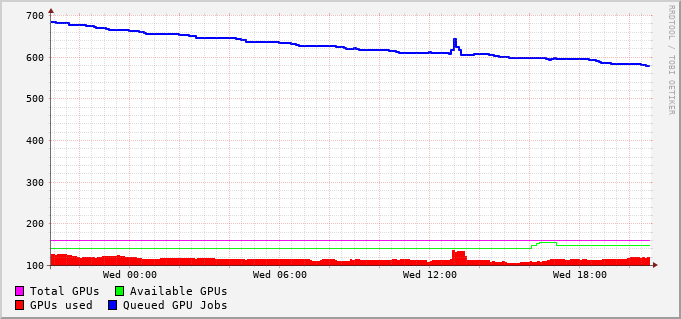 RRDTOOL / TOBI OETIKER
700
600
500
400
300
200
100
Wed 00:00 Wed 06:00 Wed 12:00 Wed 18:00
Total GPUs Available GPUs
GPUs used Queued GPU Jobs